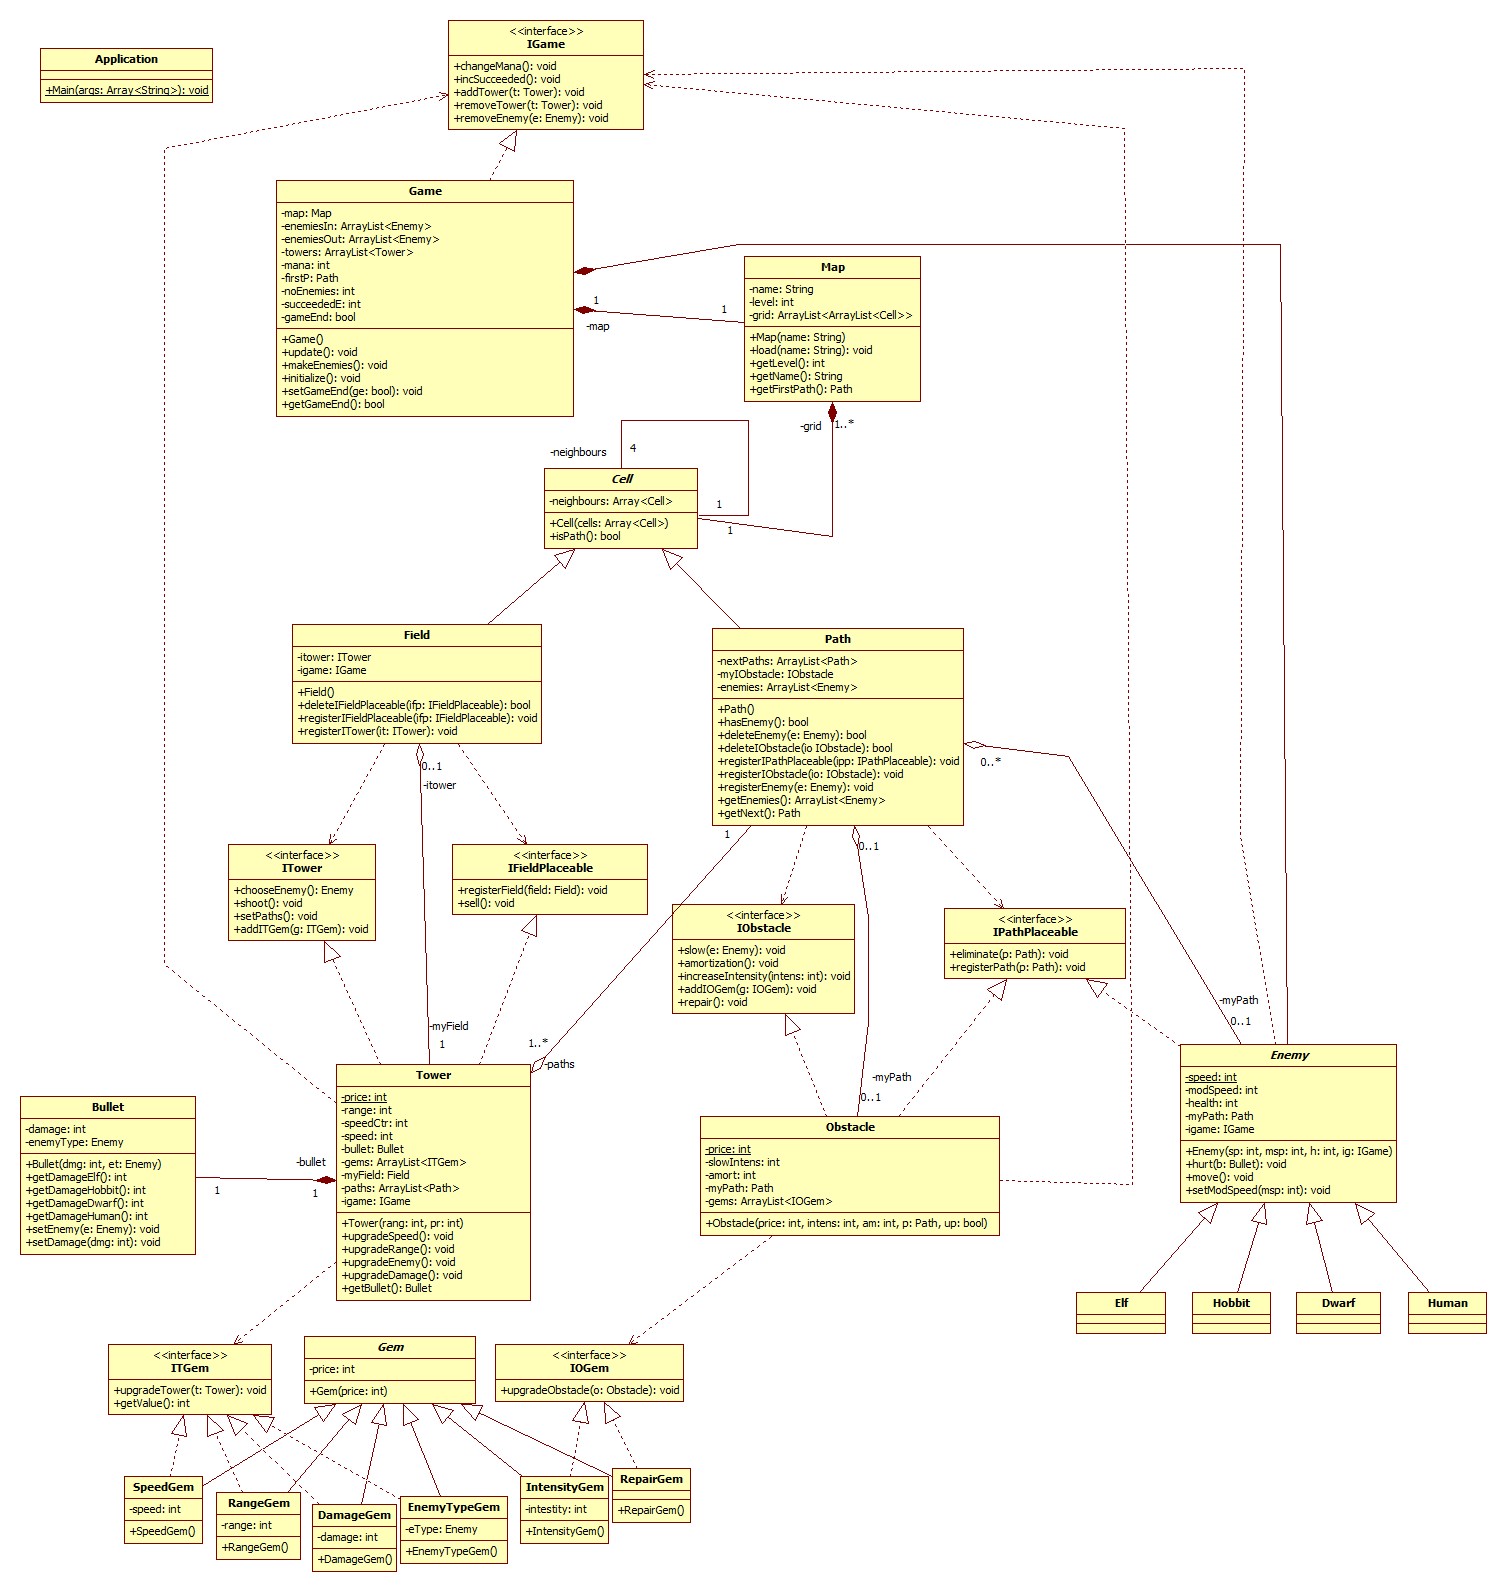 <<interface>>
IGame
+changeMana(): void
+incSucceeded(): void
+addTower(t: Tower): void
+removeTower(t: Tower): void
+removeEnemy(e: Enemy): void
Application
+Main(args: Array<String>): void
Game
-map: Map
-enemiesIn: ArrayList<Enemy>
-enemiesOut: ArrayList<Enemy>
-towers: ArrayList<Tower>
-mana: int
-firstP: Path
-noEnemies: int
-succeededE: int
-gameEnd: bool
+Game()
+update(): void
+makeEnemies(): void
+initialize(): void
+setGameEnd(ge: bool): void
+getGameEnd(): bool
1
1
-map
Map
-name: String
-level: int
-grid: ArrayList<ArrayList<Cell>>
+Map(name: String)
+load(name: String): void
+getLevel(): int
+getName(): String
+getFirstPath(): Path
-grid
1..*
-neighbours
4
1
1
Cell
-neighbours: Array<Cell>
+Cell(cells: Array<Cell>)
+isPath(): bool
Field
-itower: ITower
-igame: IGame
+Field()
+deleteIFieldPlaceable(ifp: IFieldPlaceable): bool
+registerIFieldPlaceable(ifp: IFieldPlaceable): void
+registerITower(it: ITower): void
0..1
-itower
Path
-nextPaths: ArrayList<Path>
-myIObstacle: IObstacle
-enemies: ArrayList<Enemy>
+Path()
+hasEnemy(): bool
+deleteEnemy(e: Enemy): bool
+deleteIObstacle(io IObstacle): bool
+registerIPathPlaceable(ipp: IPathPlaceable): void
+registerIObstacle(io: IObstacle): void
+registerEnemy(e: Enemy): void
+getEnemies(): ArrayList<Enemy>
+getNext(): Path
0..*
1
0..1
<<interface>>
ITower
+chooseEnemy(): Enemy
+shoot(): void
+setPaths(): void
+addITGem(g: ITGem): void
<<interface>>
IFieldPlaceable
+registerField(field: Field): void
+sell(): void
<<interface>>
IObstacle
+slow(e: Enemy): void
+amortization(): void
+increaseIntensity(intens: int): void
+addIOGem(g: IOGem): void
+repair(): void
<<interface>>
IPathPlaceable
+eliminate(p: Path): void
+registerPath(p: Path): void
-myField
1
1..*
-paths
-myPath
0..1
-myPath
0..1
Tower
-price: int
-range: int
-speedCtr: int
-speed: int
-bullet: Bullet
-gems: ArrayList<ITGem>
-myField: Field
-paths: ArrayList<Path>
-igame: IGame
+Tower(rang: int, pr: int)
+upgradeSpeed(): void
+upgradeRange(): void
+upgradeEnemy(): void
+upgradeDamage(): void
+getBullet(): Bullet
Bullet
-damage: int
-enemyType: Enemy
+Bullet(dmg: int, et: Enemy)
+getDamageElf(): int
+getDamageHobbit(): int
+getDamageDwarf(): int
+getDamageHuman(): int
+setEnemy(e: Enemy): void
+setDamage(dmg: int): void
-bullet
1
1
Obstacle
-price: int
-slowIntens: int
-amort: int
-myPath: Path
-gems: ArrayList<IOGem>
+Obstacle(price: int, intens: int, am: int, p: Path, up: bool)
Enemy
-speed: int
-modSpeed: int
-health: int
-myPath: Path
-igame: IGame
+Enemy(sp: int, msp: int, h: int, ig: IGame)
+hurt(b: Bullet): void
+move(): void
+setModSpeed(msp: int): void
Elf
Hobbit
Dwarf
Human
<<interface>>
ITGem
+upgradeTower(t: Tower): void
+getValue(): int
Gem
-price: int
+Gem(price: int)
<<interface>>
IOGem
+upgradeObstacle(o: Obstacle): void
SpeedGem
-speed: int
+SpeedGem()
RangeGem
-range: int
+RangeGem()
DamageGem
-damage: int
+DamageGem()
EnemyTypeGem
-eType: Enemy
+EnemyTypeGem()
IntensityGem
-intestity: int
+IntensityGem()
RepairGem
+RepairGem()